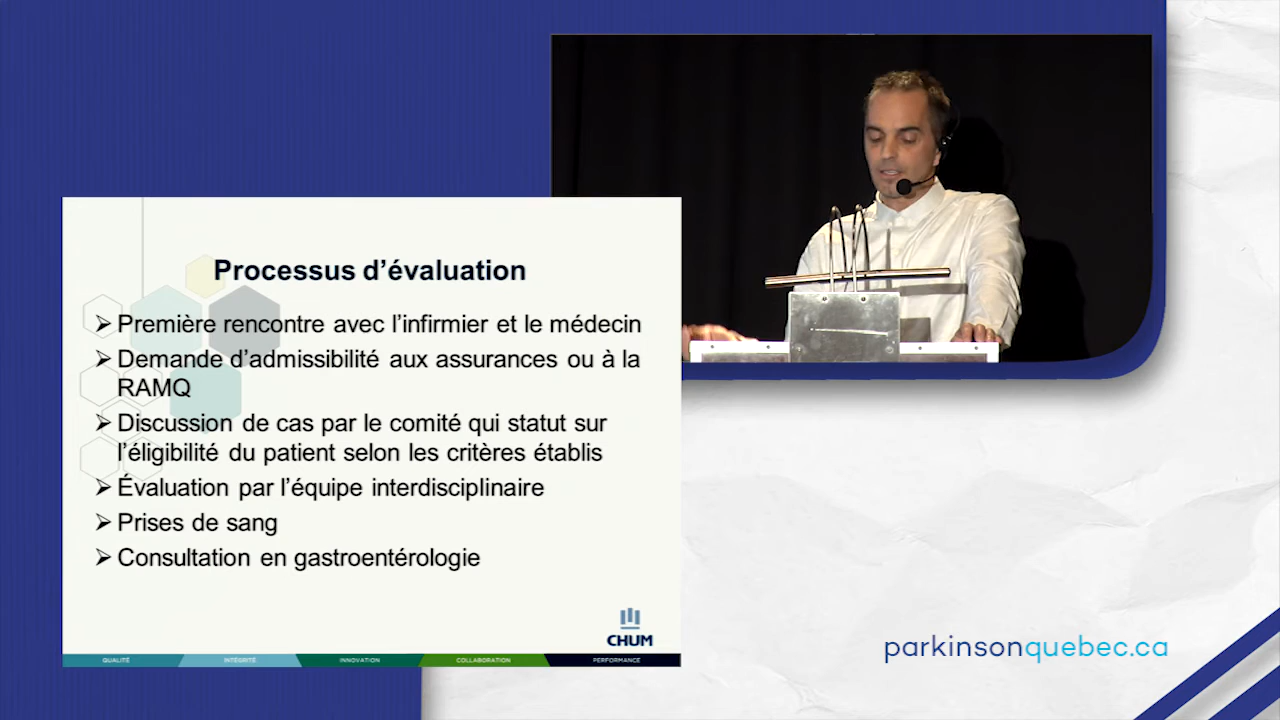 Processus d’évaluation
➢ Première rencontre avec l’infirmier et le médecin
➢ Demande d’admissibilité aux assurances ou à la
RAMQ
➢ Discussion de cas par le comité qui statut sur
l’éligibilité du patient selon les critères établis
➢ Évaluation par l’équipe interdisciplinaire
➢ Prises de sang
➢ Consultation en gastroentérologie
CHUM
QUALITÉ INTÉGRITÉ INNOVATION COLLABORATION PERFORMANCE
parkinsonquebec.ca